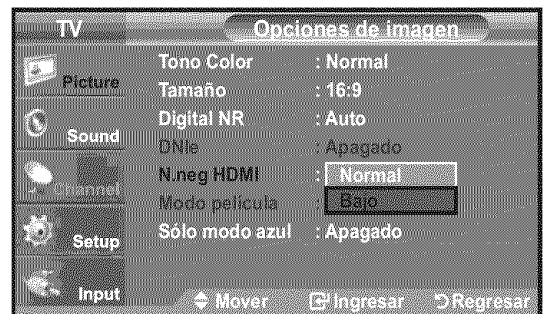 TV
Opciones de imagen
Picture
Sound
Channel
Setup
Input
Tono Color : Normal
Tamaño : 16:9
Digital NR : Auto
DNIe : Apagado
N.neg HDMI : Normal
Modo película : Bajo
Sólo modo azul : Apagado
Mover Ingresar Regresar